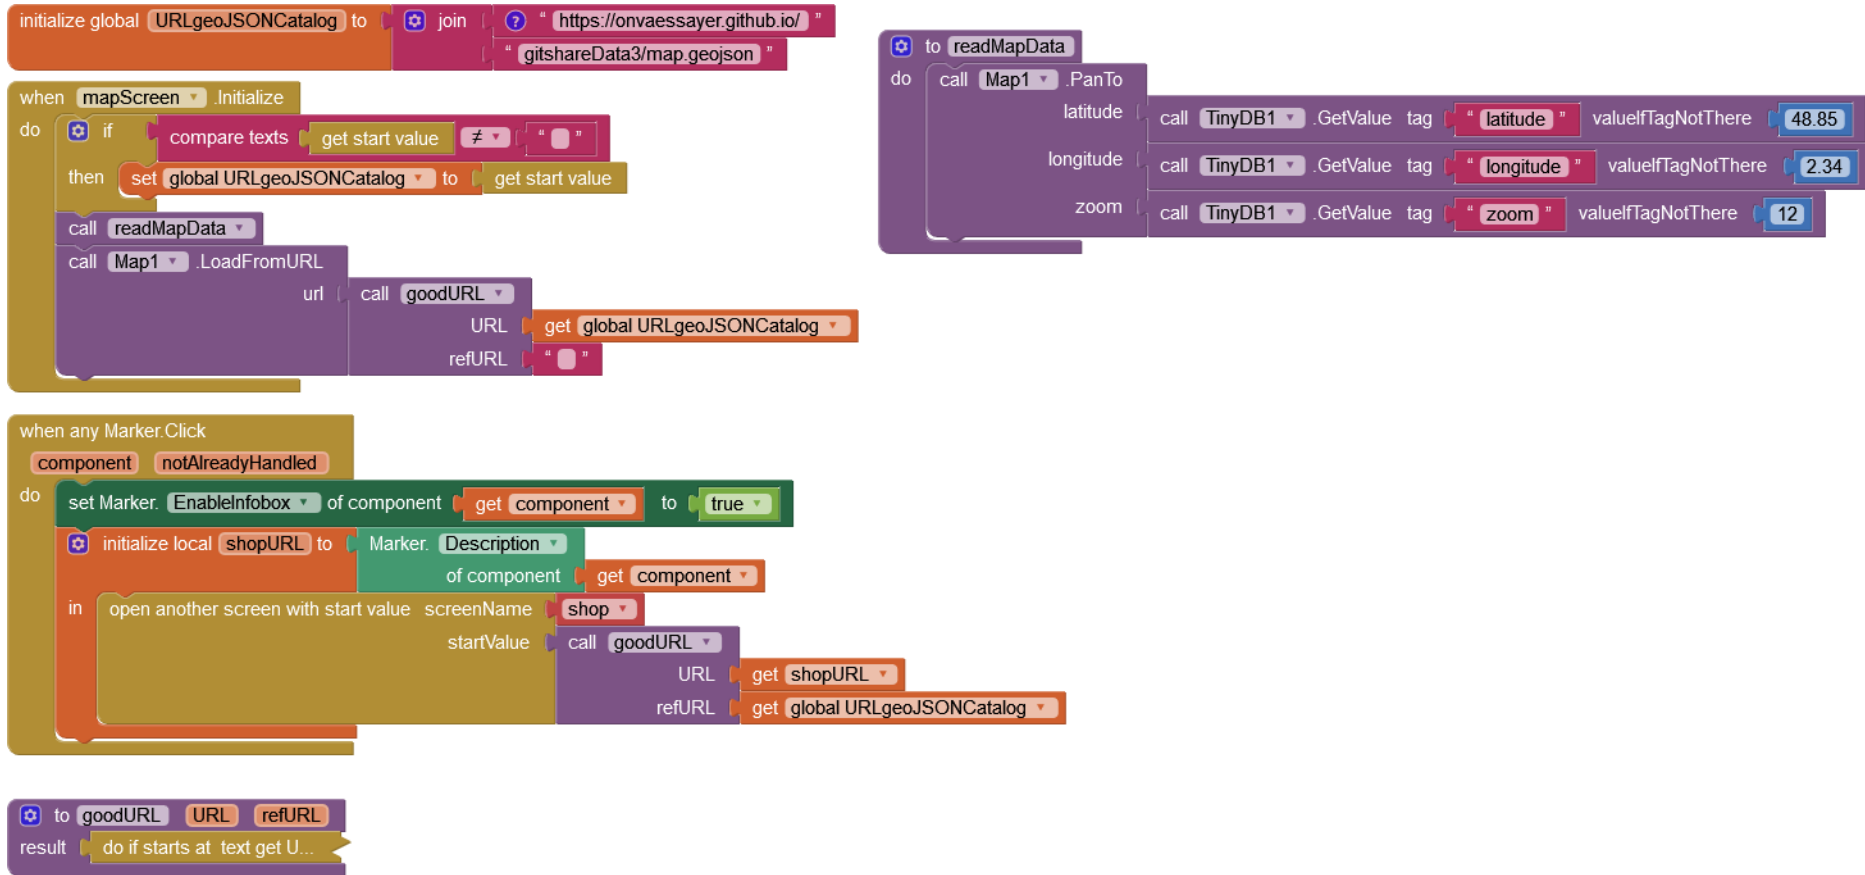 initialize global URLgeoJSONCatalog to join ? " https://onvaessayer.github.io/ "
" gitshareData3/map.geojson "
when mapScreen .Initialize
do if compare texts get start value ≠ " "
then set global URLgeoJSONCatalog to get start value
call readMapData
call Map1 .LoadFromURL
url call goodURL
URL get global URLgeoJSONCatalog
refURL " "
to readMapData
do call Map1 .PanTo
latitude call TinyDB1 .GetValue tag " latitude " valueIfTagNotThere 48.85
longitude call TinyDB1 .GetValue tag " longitude " valueIfTagNotThere 2.34
zoom call TinyDB1 .GetValue tag " zoom " valueIfTagNotThere 12
when any Marker.Click
component notAlreadyHandled
do set Marker. EnableInfobox of component get component to true
initialize local shopURL to Marker. Description
of component get component
in open another screen with start value screenName shop
startValue call goodURL
URL get shopURL
refURL get global URLgeoJSONCatalog
to goodURL URL refURL
result do if starts at text get U...